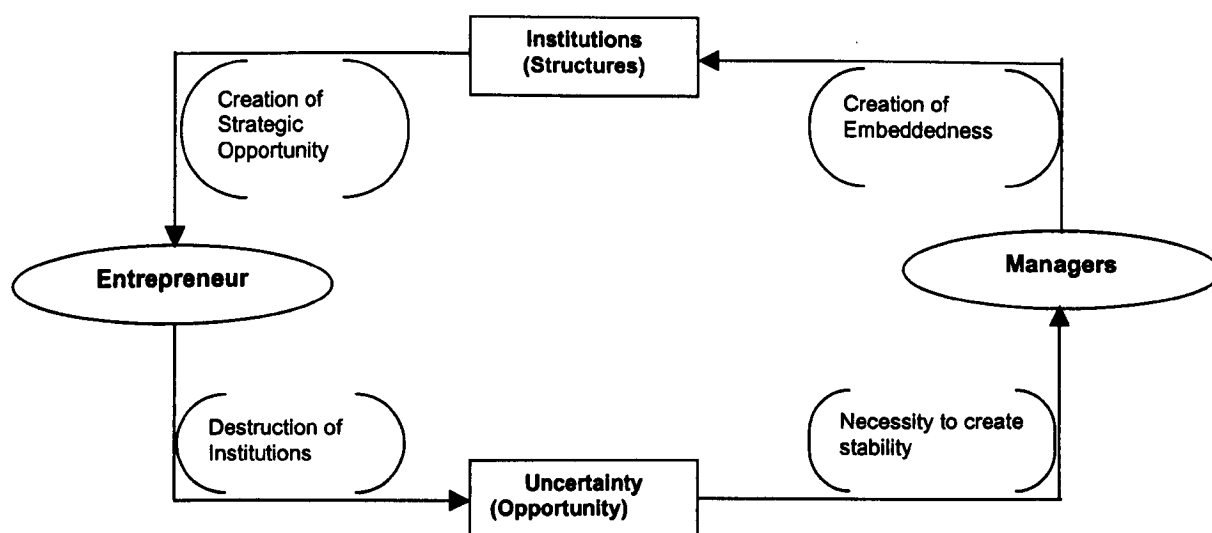 Institutions
(Structures)
Creation of
Strategic
Opportunity
Creation of
Embeddedness
Entrepreneur
Managers
Destruction of
Institutions
Necessity to create
stability
Uncertainty
(Opportunity)